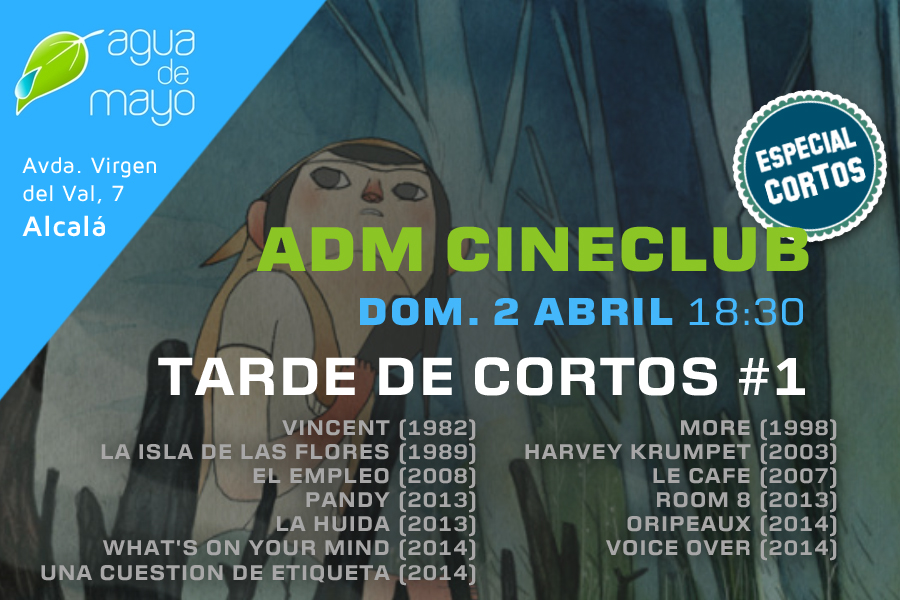 agua
de
mayo
Avda. Virgen
del Val, 7
Alcalá
ESPECIAL
CORTOS
ADM CINECLUB
DOM. 2 ABRIL 18:30
TARDE DE CORTOS #1
VINCENT (1982)
LA ISLA DE LAS FLORES (1989)
EL EMPLEO (2008)
PANDY (2013)
LA HUIDA (2013)
WHAT'S ON YOUR MIND (2014)
UNA CUESTION DE ETIQUETA (2014)
MORE (1998)
HARVEY KRUMPET (2003)
LE CAFE (2007)
ROOM 8 (2013)
ORIPEAUX (2014)
VOICE OVER (2014)